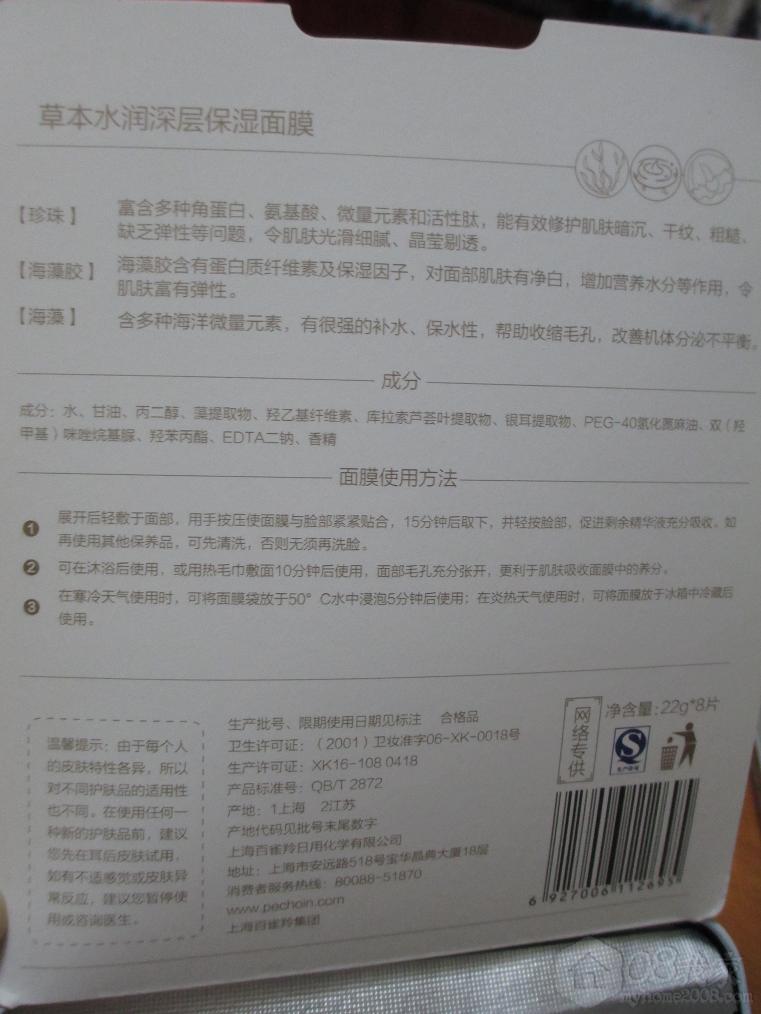 草本水润深层保湿面膜
【珍珠】 富含多种角蛋白、氨基酸、微量元素和活性肽，能有效修护肌肤暗沉、干纹、粗糙、
缺乏弹性等问题，令肌肤光滑细腻、晶莹剔透。
【海藻胶】 海藻胶含有蛋白质纤维素及保湿因子，对面部肌肤有净白，增加营养水分等作用，令
肌肤富有弹性。
【海藻】 含多种海洋微量元素，有很强的补水、保水性，帮助收缩毛孔，改善机体分泌不平衡。
成分
成分：水、甘油、丙二醇、藻提取物、羟乙基纤维素、库拉索芦荟叶提取物、银耳提取物、PEG-40氢化蓖麻油、双（羟
甲基）咪唑烷基脲、羟苯丙酯、EDTA二钠、香精
面膜使用方法
1 展开后轻敷于面部，用手按压使面膜与脸部紧紧贴合，15分钟后取下，并轻按脸部，促进剩余精华液充分吸收。如
再使用其他保养品，可先清洗，否则无须再洗脸。
2 可在沐浴后使用，或用热毛巾敷面10分钟后使用，面部毛孔充分张开，更利于肌肤吸收面膜中的养分。
3 在寒冷天气使用时，可将面膜袋放于50°C水中浸泡5分钟后使用；在炎热天气使用时，可将面膜放于冰箱中冷藏后
使用。
温馨提示：由于每个人
的皮肤特性各异，所以
对不同护肤品的适用性
也不同。在使用任何一
种新的护肤品前，建议
您先在耳后皮肤试用，
如有不适感觉或皮肤异
常反应，建议您暂停使
用或咨询医生。
生产批号、限期使用日期见标注 合格品
卫生许可证：（2001）卫妆准字06-XK-0018号
生产许可证：XK16-108 0418
产品标准号：QB/T 2872
产地：1上海 2江苏
产地代码见批号末尾数字
上海百雀羚日用化学有限公司
地址：上海市安远路518号宝华晶典大厦18层
消费者服务热线：80088-51870
www.pechoin.com
上海百雀羚集团
网络专供
净含量：22g*8片
6 927006 112695
myhome2008.com